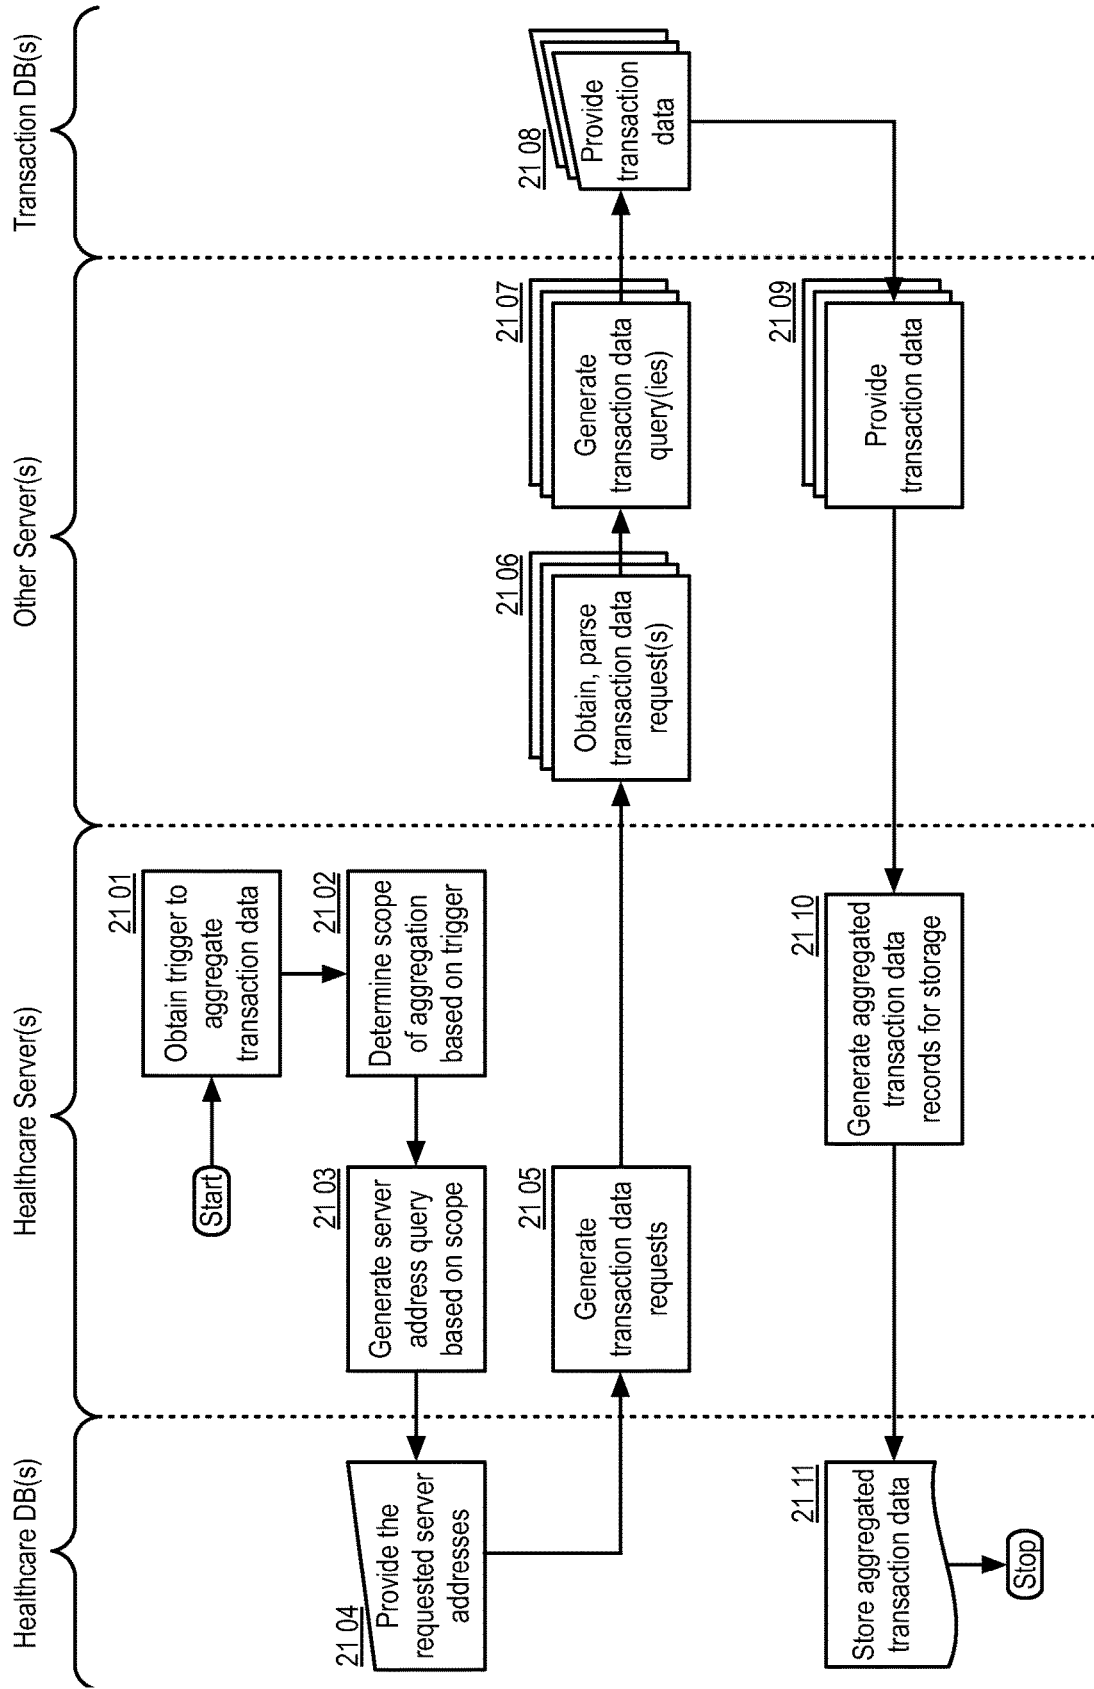 Healthcare DB(s)
Healthcare Server(s)
Other Server(s)
Transaction DB(s)
Start
21 01
Obtain trigger to
aggregate
transaction data
21 02
Determine scope
of aggregation
based on trigger
21 03
Generate server
address query
based on scope
21 04
Provide the
requested server
addresses
21 05
Generate
transaction data
requests
21 06
Obtain, parse
transaction data
request(s)
21 07
Generate
transaction data
query(ies)
21 08
Provide
transaction
data
21 09
Provide
transaction data
21 10
Generate aggregated
transaction data
records for storage
21 11
Store aggregated
transaction data
Stop